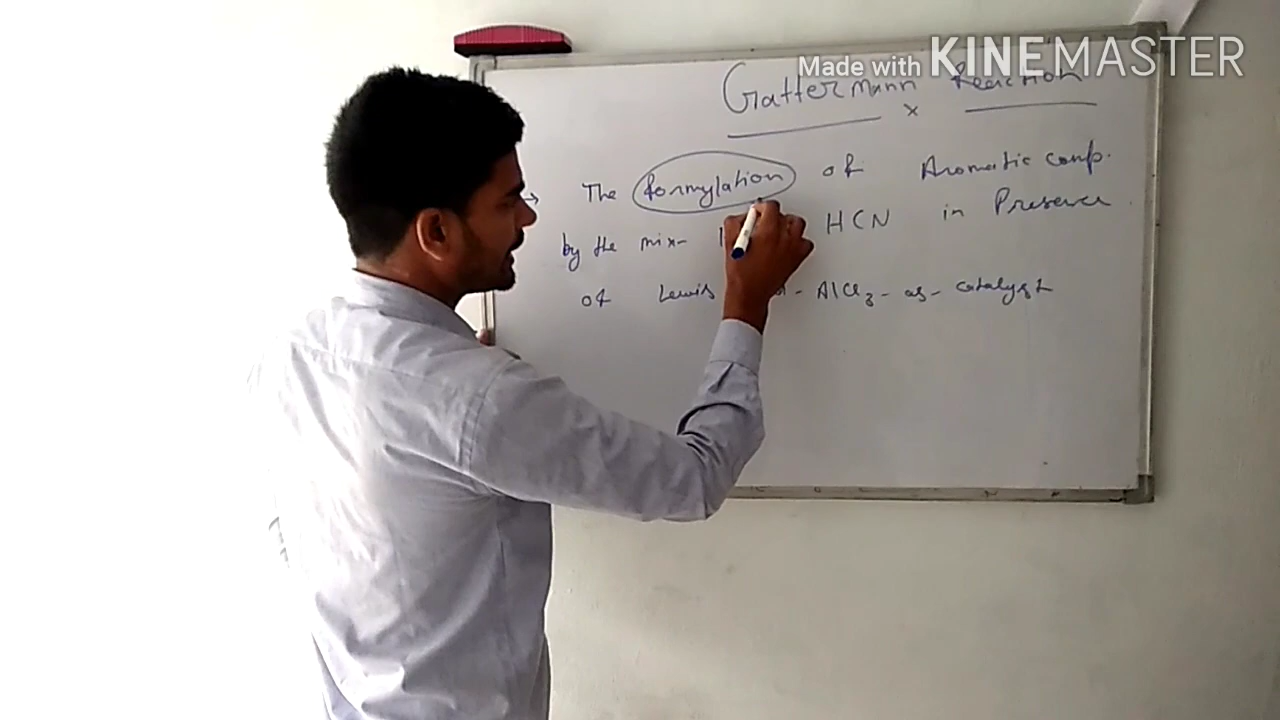 Made with KINEMASTER
Gattermann Reaction
→ The formylation of Aromatic comp.
by the mix- HCN in Presence
of Lewis - AlCl3 - as - catalyst